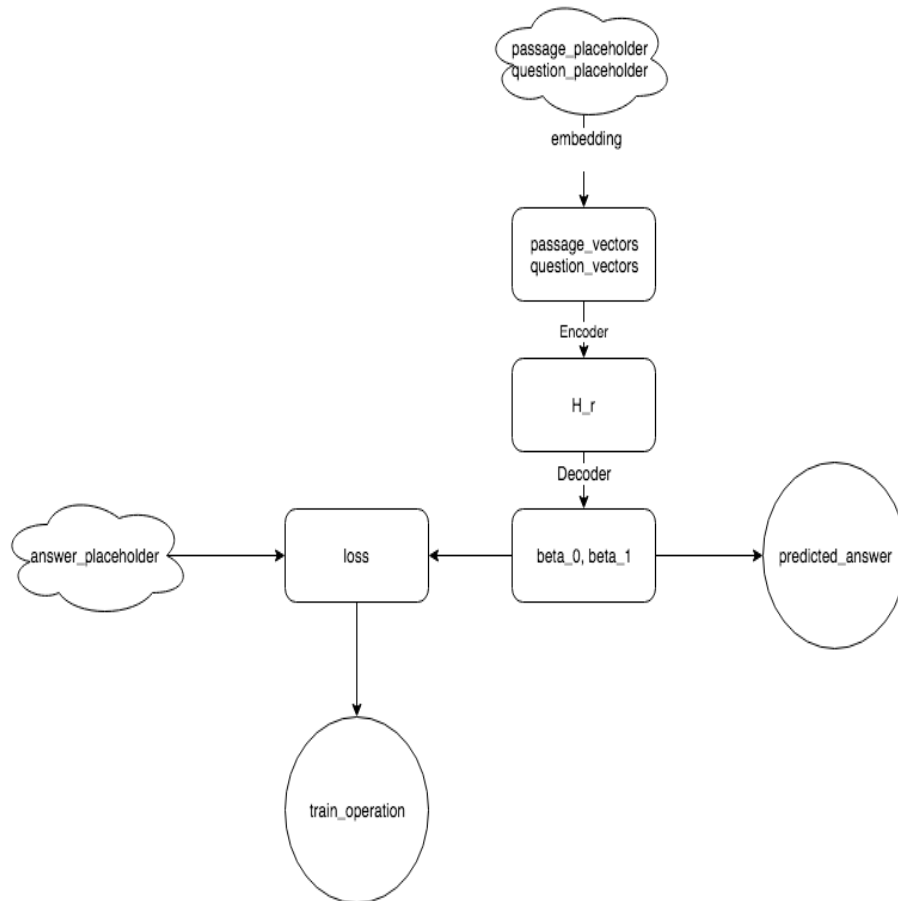 passage_placeholder
question_placeholder
embedding
passage_vectors
question_vectors
Encoder
H_r
Decoder
answer_placeholder
loss
beta_0, beta_1
predicted_answer
train_operation